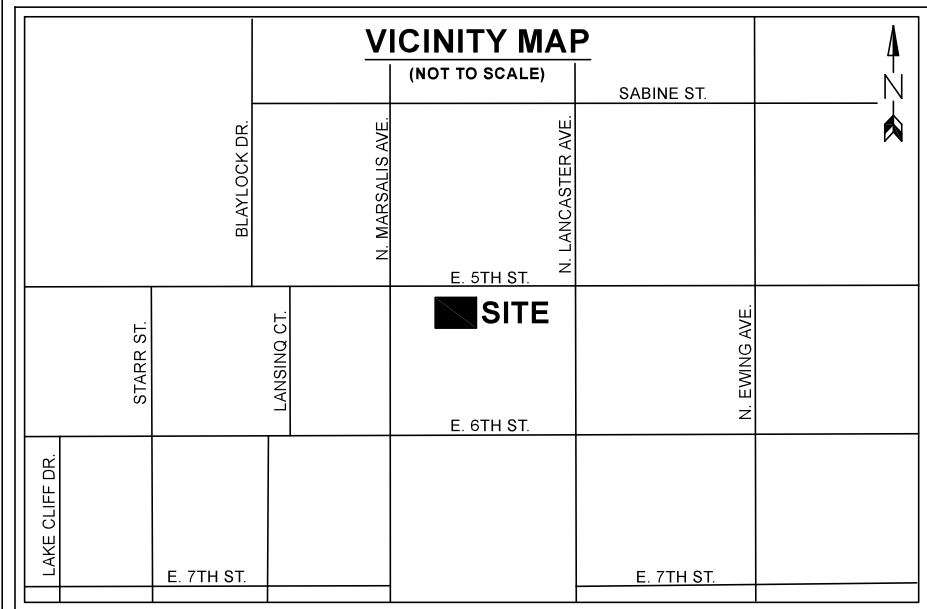 VICINITY MAP
(NOT TO SCALE)
N
SABINE ST.
BLAYLOCK DR.
N. MARSALIS AVE.
N. LANCASTER AVE.
E. 5TH ST.
SITE
STARR ST.
LANSINQ CT.
N. EWING AVE.
E. 6TH ST.
LAKE CLIFF DR.
E. 7TH ST.
E. 7TH ST.